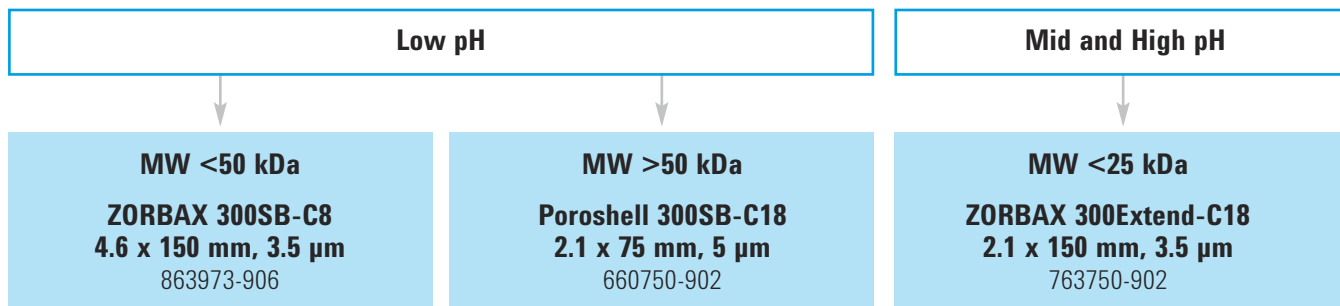 Low pH
Mid and High pH
MW <50 kDa
ZORBAX 300SB-C8
4.6 x 150 mm, 3.5 µm
863973-906
MW >50 kDa
Poroshell 300SB-C18
2.1 x 75 mm, 5 µm
660750-902
MW <25 kDa
ZORBAX 300Extend-C18
2.1 x 150 mm, 3.5 µm
763750-902